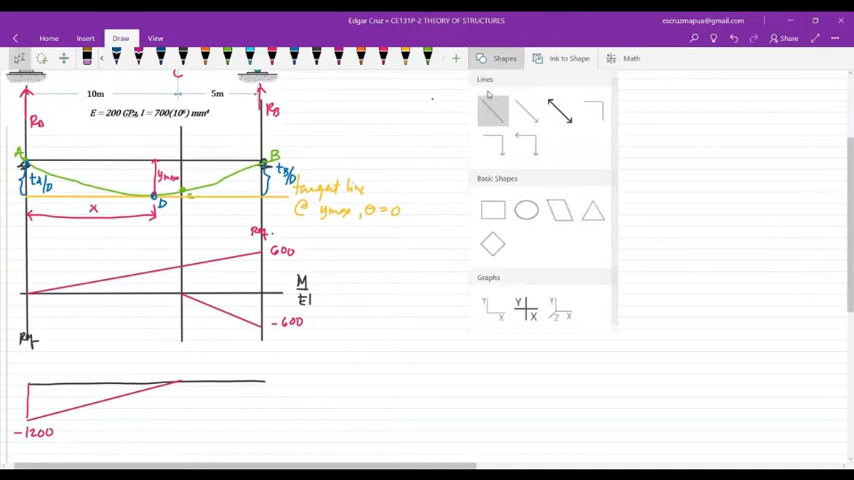 Edgar Cruz » CE131P-2 THEORY OF STRUCTURES
escruzmapua@gmail.com
File Home Insert Draw View
Share
Shapes Ink to Shape Math
Lines
Basic Shapes
Graphs
Y X Y X Y Z X
C
10m 5m
E = 200 GPa, I = 700(10⁶) mm⁴
RA RB
A B
tA/D ymax tB/D
D c
x
tangent line
@ ymax, θ = 0
600
M
EI
-600
-1200